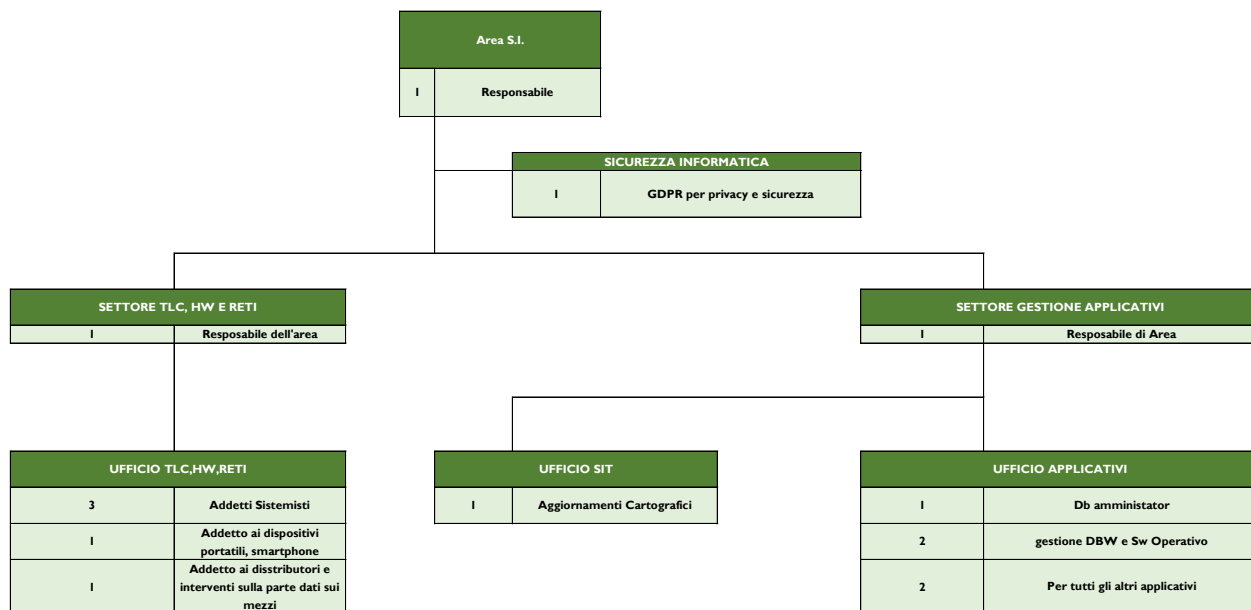 Area S.I.
1 Responsabile
SICUREZZA INFORMATICA
1 GDPR per privacy e sicurezza
SETTORE TLC, HW E RETI
1 Resposabile dell'area
SETTORE GESTIONE APPLICATIVI
1 Resposabile di Area
UFFICIO TLC,HW,RETI
3 Addetti Sistemisti
1 Addetto ai dispositivi
portatili, smartphone
1 Addetto ai disstributori e
interventi sulla parte dati sui
mezzi
UFFICIO SIT
1 Aggiornamenti Cartografici
UFFICIO APPLICATIVI
1 Db amministator
2 gestione DBW e Sw Operativo
2 Per tutti gli altri applicativi